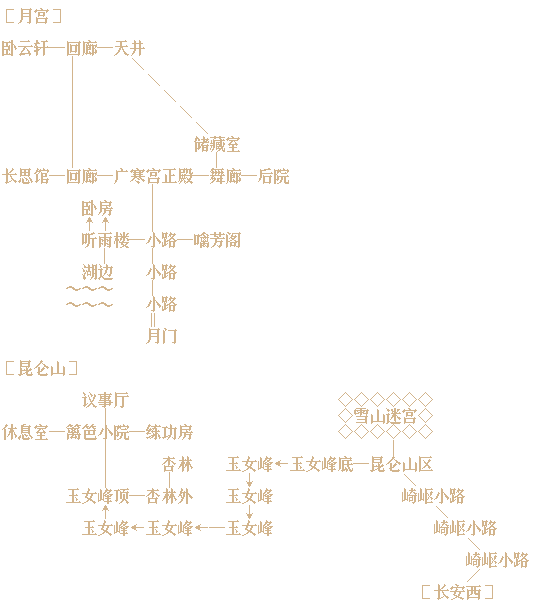 ［月宫］
卧云轩 回廊 天井
储藏室
长思馆 回廊 广寒宫正殿 舞廊 后院
卧房
听雨楼 小路 噙芳阁
湖边 小路
～～～ 小路
～～～
月门
［昆仑山］
议事厅 ◇◇◇◇◇◇
◇雪山迷宫◇
休息室 篱笆小院 练功房 ◇◇◇◇◇◇
杏林 玉女峰 玉女峰底 昆仑山区
玉女峰顶 杏林外 玉女峰 崎岖小路
玉女峰 玉女峰 玉女峰 崎岖小路
崎岖小路
［长安西］